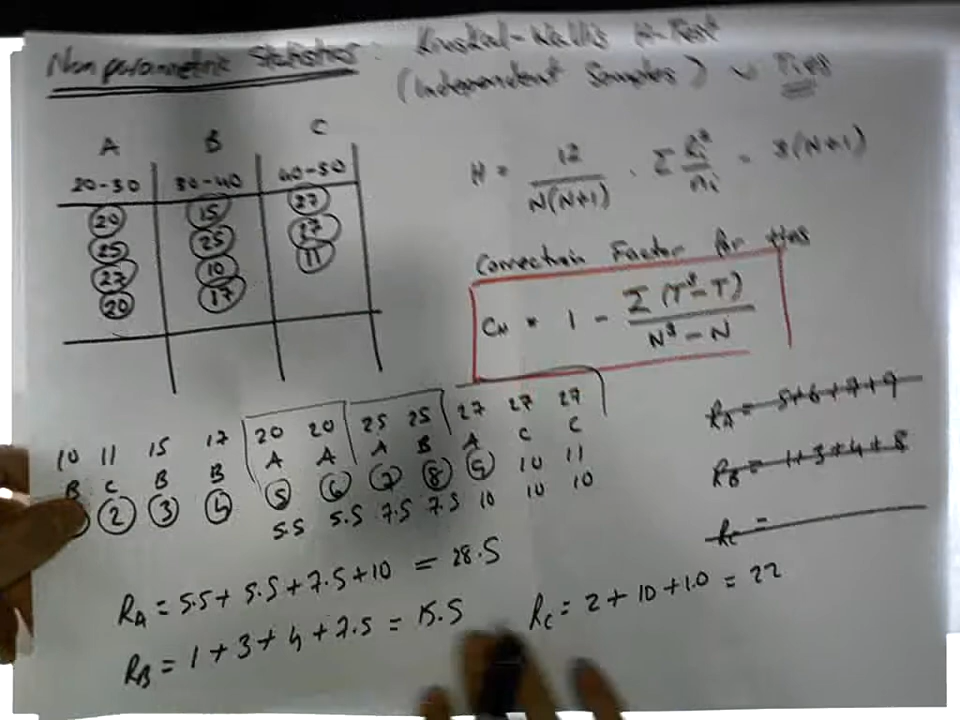 Nonparametric Statistics: Kruskal-Wallis H-Test
(Independent Samples) Ties
A B C
20-30 30-40 40-50
20 15 27
25 25 27
27 10 11
20 17
H = 12 / N(N+1) . Σ Ri² / ni - 3(N+1)
Correction Factor for ties
CH = 1 - Σ(T³-T) / N³-N
10 11 15 17 20 20 25 25 27 27 27
B C B B A A A B A C C
2 3 4 5 6 7 8 9 10 11
5.5 5.5 7.5 7.5 10 10 10
RA = 5+6+7+9
RB = 1+3+4+8
RC =
RA = 5.5+ 5.5+7.5+10 = 28.5
RB = 1+3+4+7.5 = 15.5
RC = 2+10+10 = 22